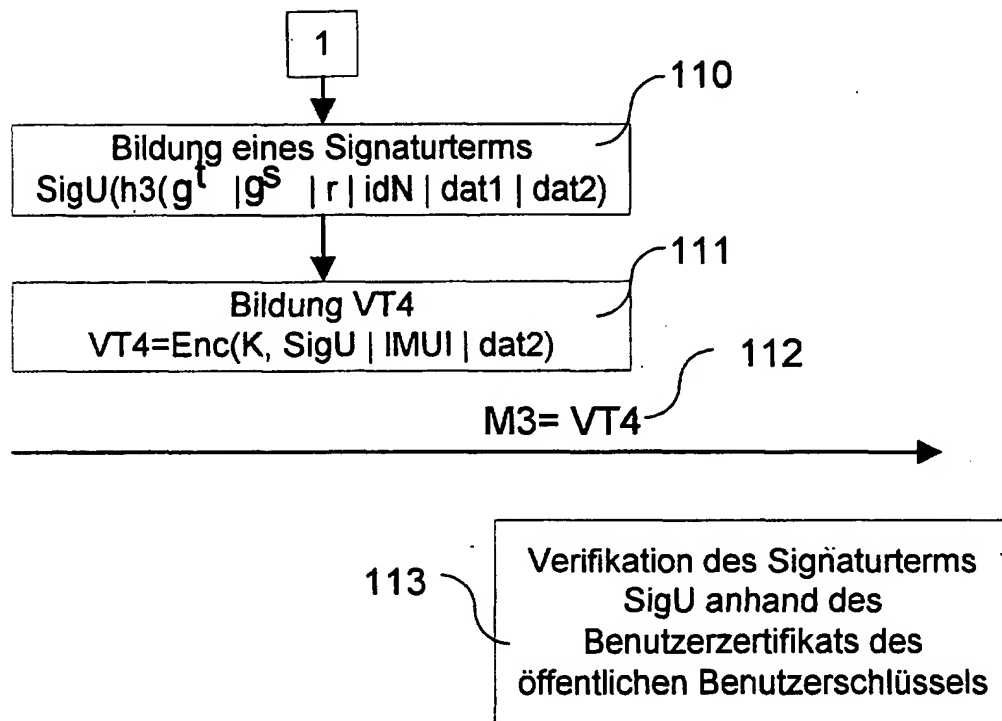 1
110
Bildung eines Signaturterms
SigU(h3(g^t |g^s | r | idN | dat1 | dat2)
111
Bildung VT4
VT4=Enc(K, SigU | IMUI | dat2)
112
M3= VT4
113
Verifikation des Signaturterms
SigU anhand des
Benutzerzertifikats des
öffentlichen Benutzerschlüssels